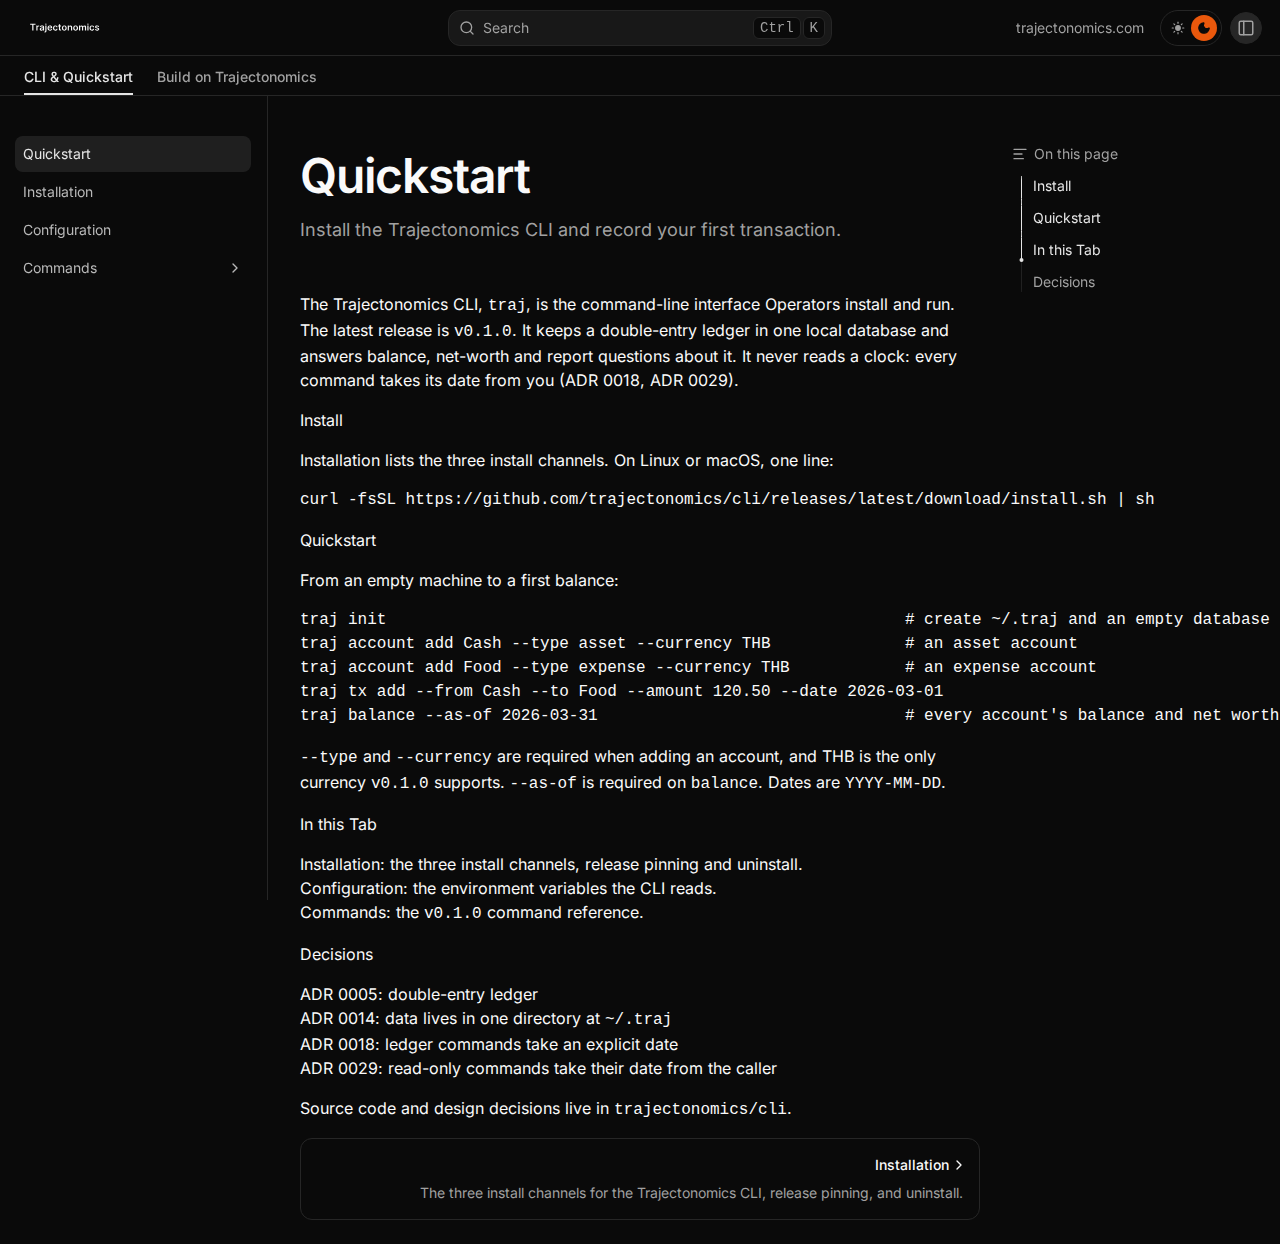 Trajectonomics
Search
Ctrl K
trajectonomics.com
CLI & Quickstart
Build on Trajectonomics
Quickstart
Installation
Configuration
Commands
Quickstart
Install the Trajectonomics CLI and record your first transaction.
The Trajectonomics CLI, traj, is the command-line interface Operators install and run.
The latest release is v0.1.0. It keeps a double-entry ledger in one local database and
answers balance, net-worth and report questions about it. It never reads a clock: every
command takes its date from you (ADR 0018, ADR 0029).
Install
Installation lists the three install channels. On Linux or macOS, one line:
curl -fsSL https://github.com/trajectonomics/cli/releases/latest/download/install.sh | sh
Quickstart
From an empty machine to a first balance:
traj init # create ~/.traj and an empty database
traj account add Cash --type asset --currency THB # an asset account
traj account add Food --type expense --currency THB # an expense account
traj tx add --from Cash --to Food --amount 120.50 --date 2026-03-01
traj balance --as-of 2026-03-31 # every account's balance and net worth
--type and --currency are required when adding an account, and THB is the only
currency v0.1.0 supports. --as-of is required on balance. Dates are YYYY-MM-DD.
In this Tab
Installation: the three install channels, release pinning and uninstall.
Configuration: the environment variables the CLI reads.
Commands: the v0.1.0 command reference.
Decisions
ADR 0005: double-entry ledger
ADR 0014: data lives in one directory at ~/.traj
ADR 0018: ledger commands take an explicit date
ADR 0029: read-only commands take their date from the caller
Source code and design decisions live in trajectonomics/cli.
Installation
The three install channels for the Trajectonomics CLI, release pinning, and uninstall.
On this page
Install
Quickstart
In this Tab
Decisions